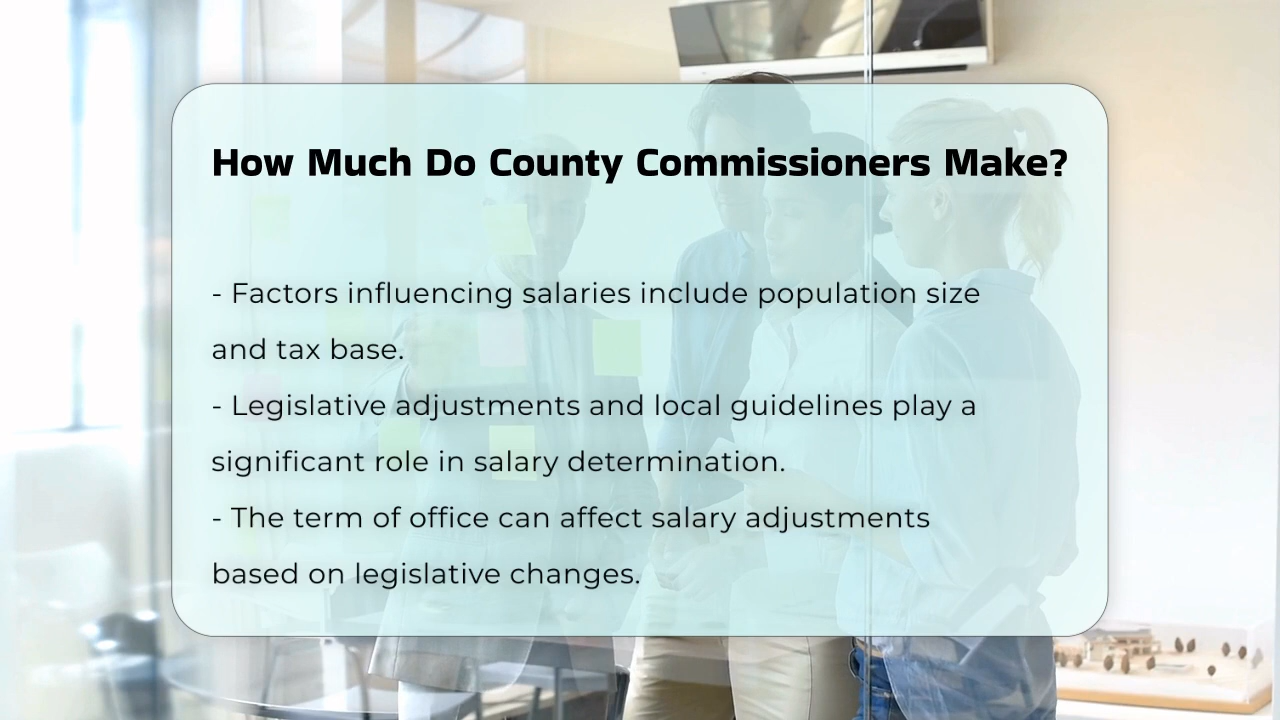 How Much Do County Commissioners Make?
- Factors influencing salaries include population size
and tax base.
- Legislative adjustments and local guidelines play a
significant role in salary determination.
- The term of office can affect salary adjustments
based on legislative changes.